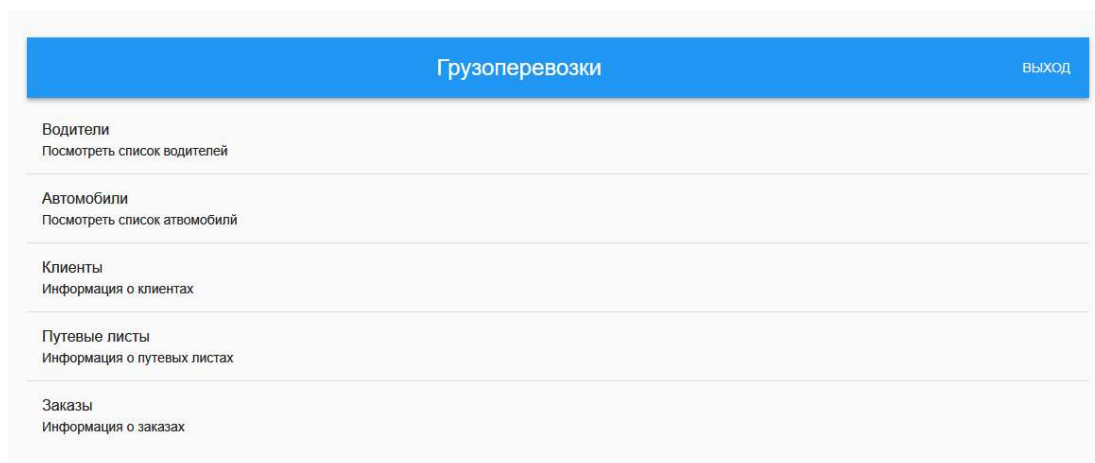 Грузоперевозки
ВЫХОД
Водители
Посмотреть список водителей
Автомобили
Посмотреть список атвомобилй
Клиенты
Информация о клиентах
Путевые листы
Информация о путевых листах
Заказы
Информация о заказах